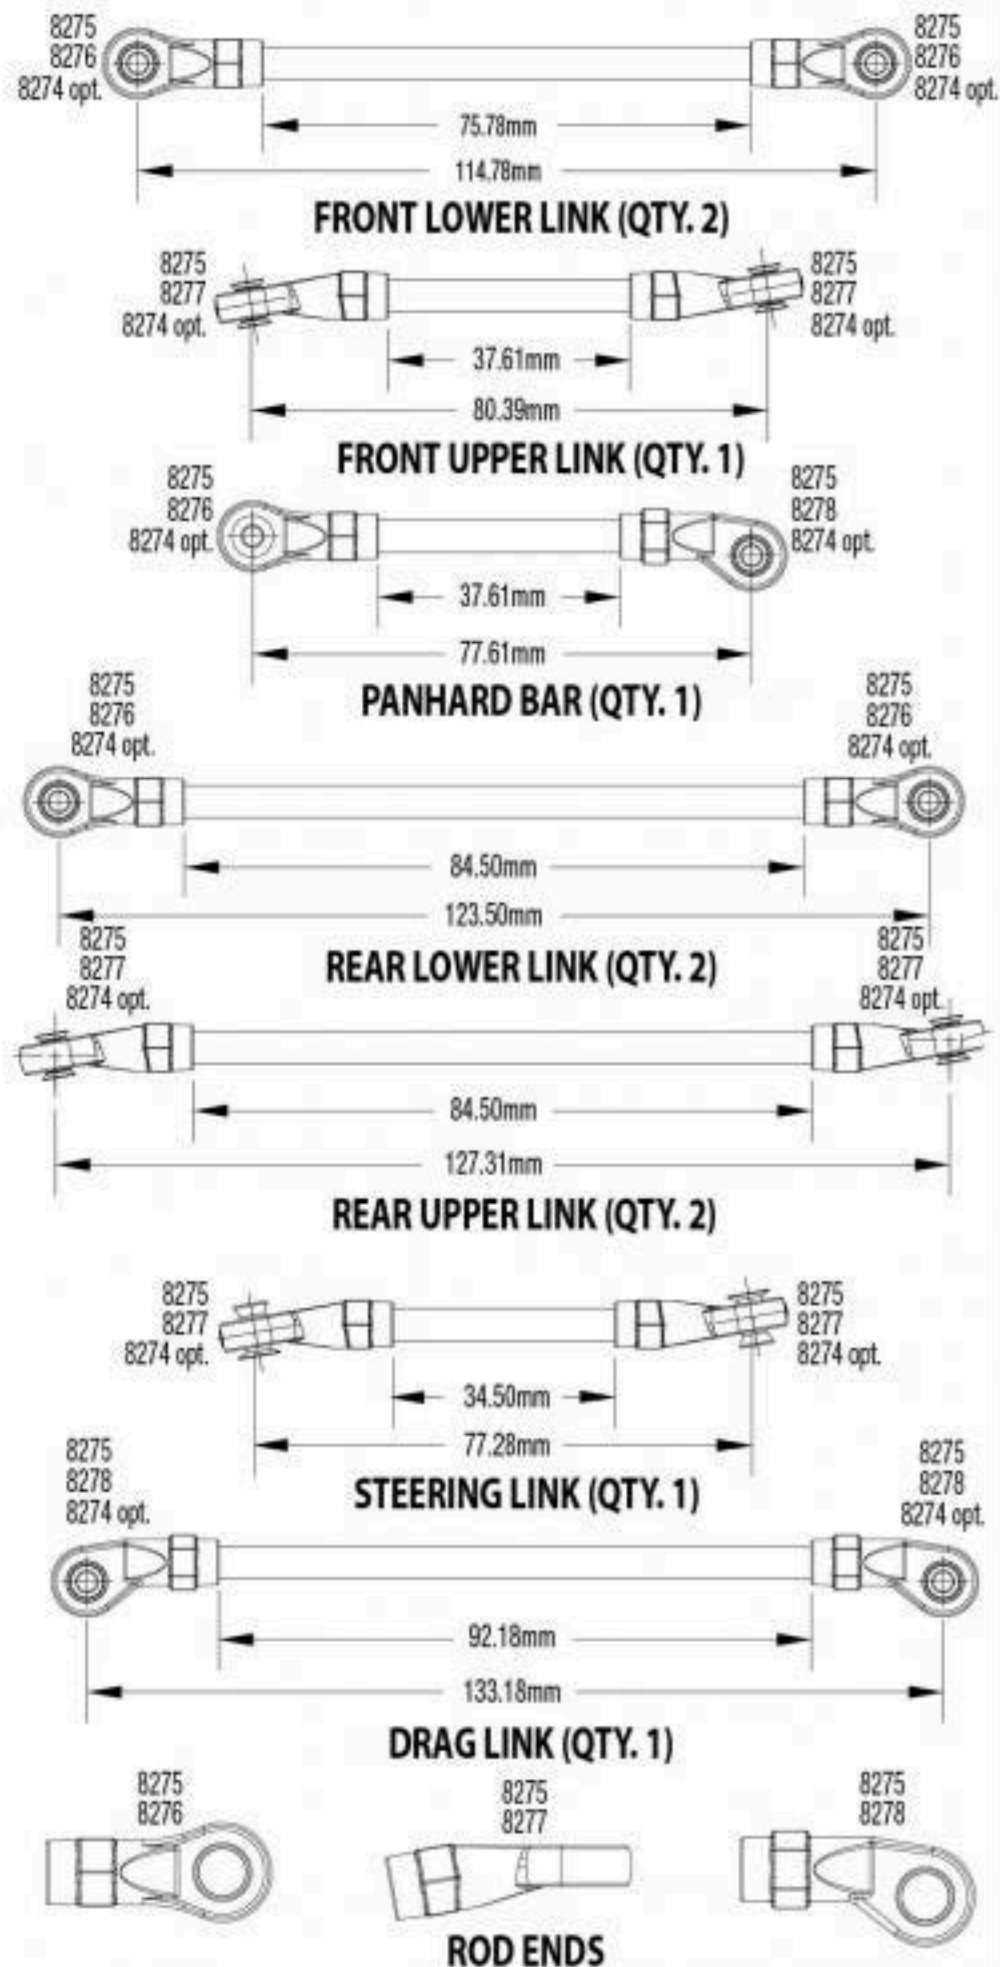 8275
8276
8274 opt.
8275
8276
8274 opt.
75.78mm
114.78mm
FRONT LOWER LINK (QTY. 2)
8275
8277
8274 opt.
8275
8277
8274 opt.
37.61mm
80.39mm
FRONT UPPER LINK (QTY. 1)
8275
8276
8274 opt.
8275
8278
8274 opt.
37.61mm
77.61mm
PANHARD BAR (QTY. 1)
8275
8276
8274 opt.
8275
8276
8274 opt.
84.50mm
123.50mm
REAR LOWER LINK (QTY. 2)
8275
8277
8274 opt.
8275
8277
8274 opt.
84.50mm
127.31mm
REAR UPPER LINK (QTY. 2)
8275
8277
8274 opt.
8275
8277
8274 opt.
34.50mm
77.28mm
STEERING LINK (QTY. 1)
8275
8278
8274 opt.
8275
8278
8274 opt.
92.18mm
133.18mm
DRAG LINK (QTY. 1)
8275
8276
8275
8277
8275
8278
ROD ENDS